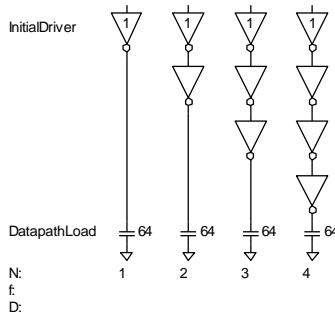 InitialDriver 1 1 1 1
DatapathLoad 64 64 64 64
N: 1 2 3 4
f:
D: